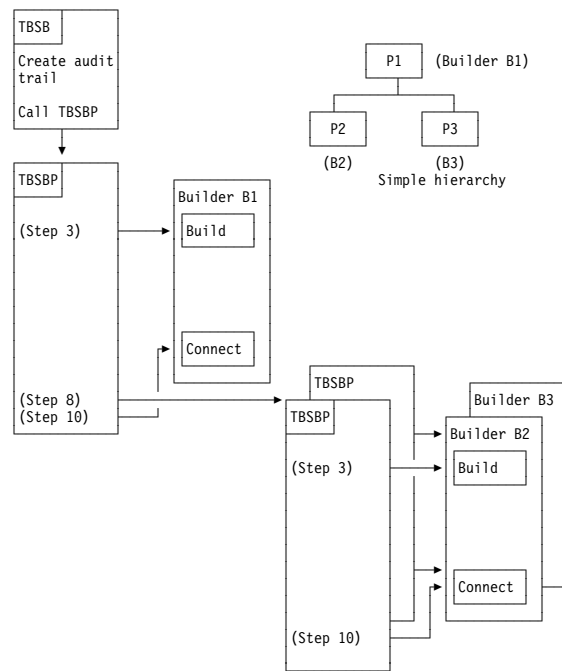 TBSB
Create audit
trail
Call TBSBP
P1
(Builder B1)
P2
P3
(B2)
(B3)
Simple hierarchy
TBSBP
(Step 3)
(Step 8)
(Step 10)
Builder B1
Build
Connect
TBSBP
TBSBP
(Step 3)
(Step 10)
Builder B3
Builder B2
Build
Connect